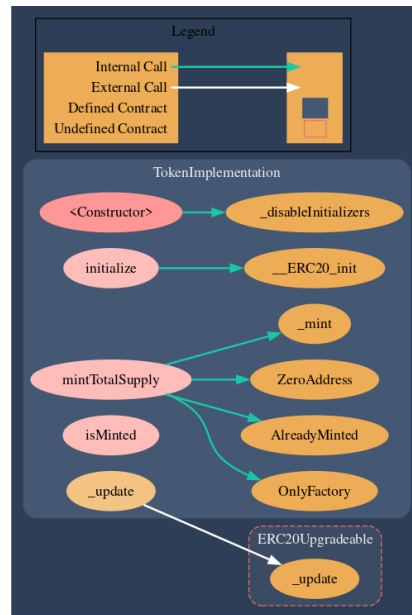 Legend
Internal Call
External Call
Defined Contract
Undefined Contract
TokenImplementation
<Constructor>
_disableInitializers
initialize
__ERC20_init
_mint
mintTotalSupply
ZeroAddress
isMinted
AlreadyMinted
_update
OnlyFactory
ERC20Upgradeable
_update